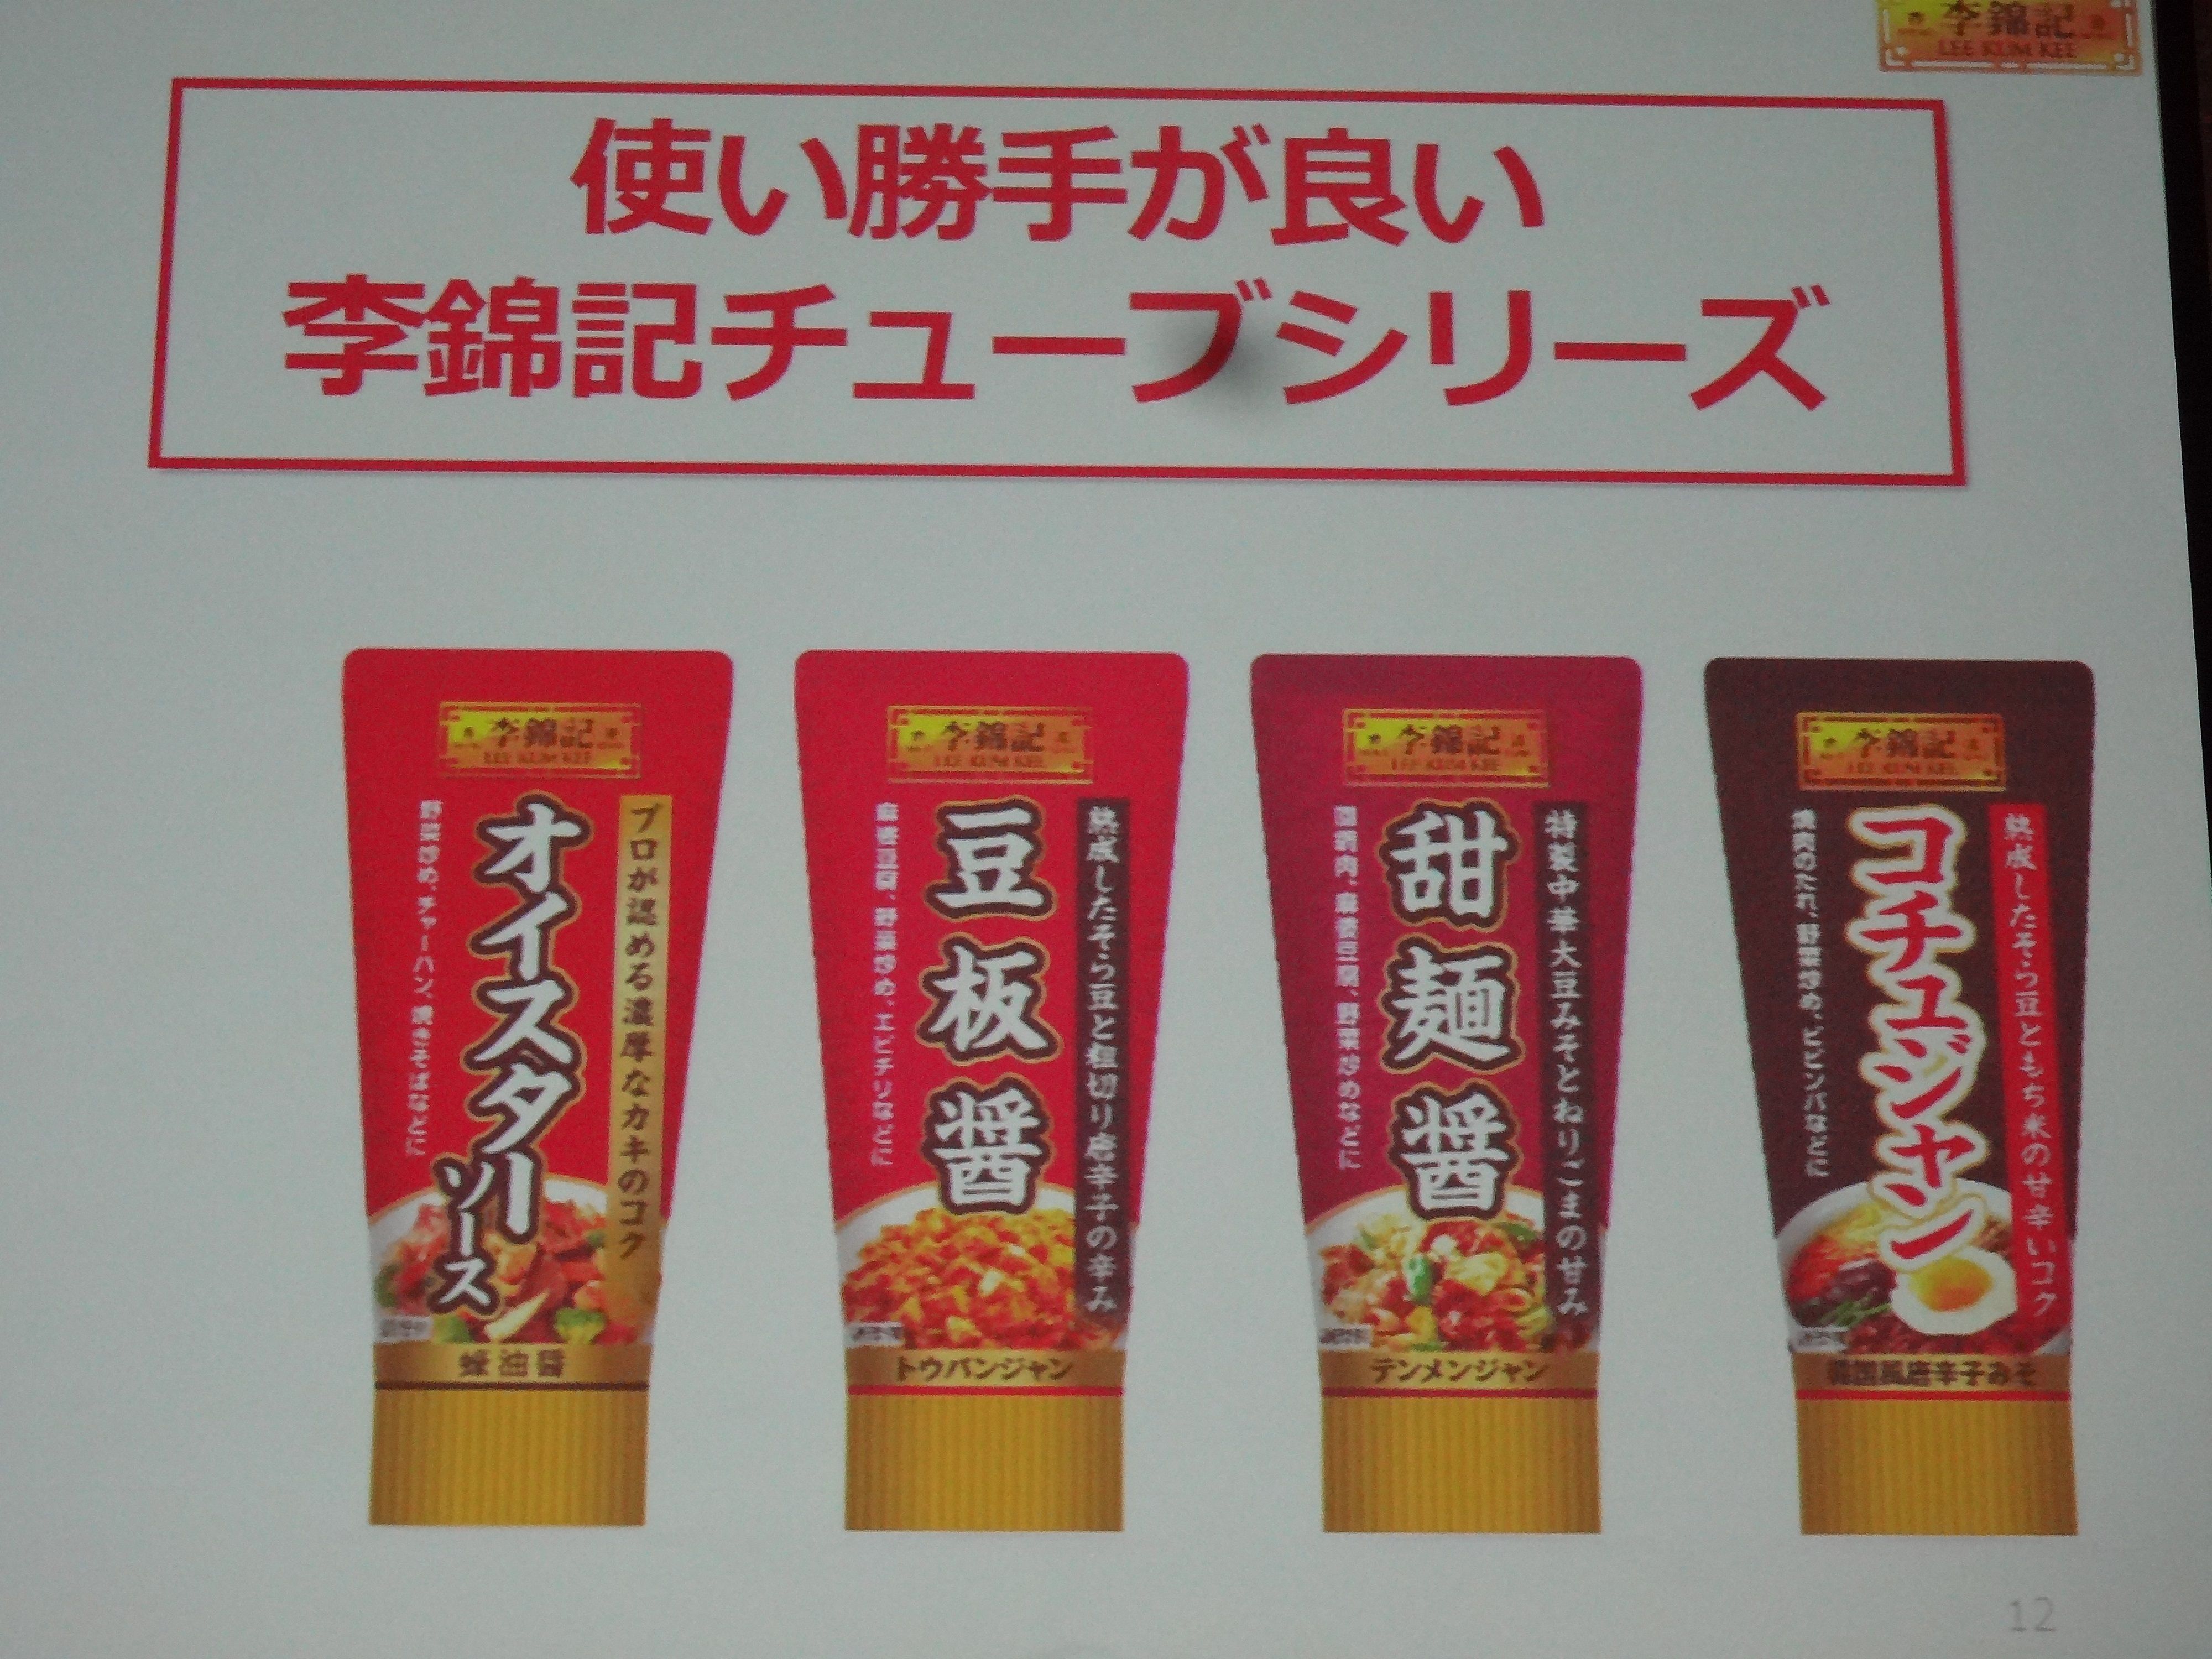 李錦記
LEE KUM KEE
使い勝手が良い
李錦記チューブシリーズ
李錦記
LEE KUM KEE
プロが認める濃厚なカキのコク
オイスターソース
野菜炒め、チャーハン、焼きそばなどに
蠔油醤
李錦記
LEE KUM KEE
熟成したそら豆と粗切り唐辛子の辛み
豆板醤
麻婆豆腐、野菜炒め、エビチリなどに
トウバンジャン
李錦記
LEE KUM KEE
特製中華大豆みそとねりごまの甘み
甜麺醤
回鍋肉、麻婆豆腐、野菜炒めなどに
テンメンジャン
李錦記
LEE KUM KEE
熟成したそら豆ともち米の甘辛いコク
コチュジャン
焼肉のたれ、野菜炒め、ビビンバなどに
韓国風唐辛子みそ
12